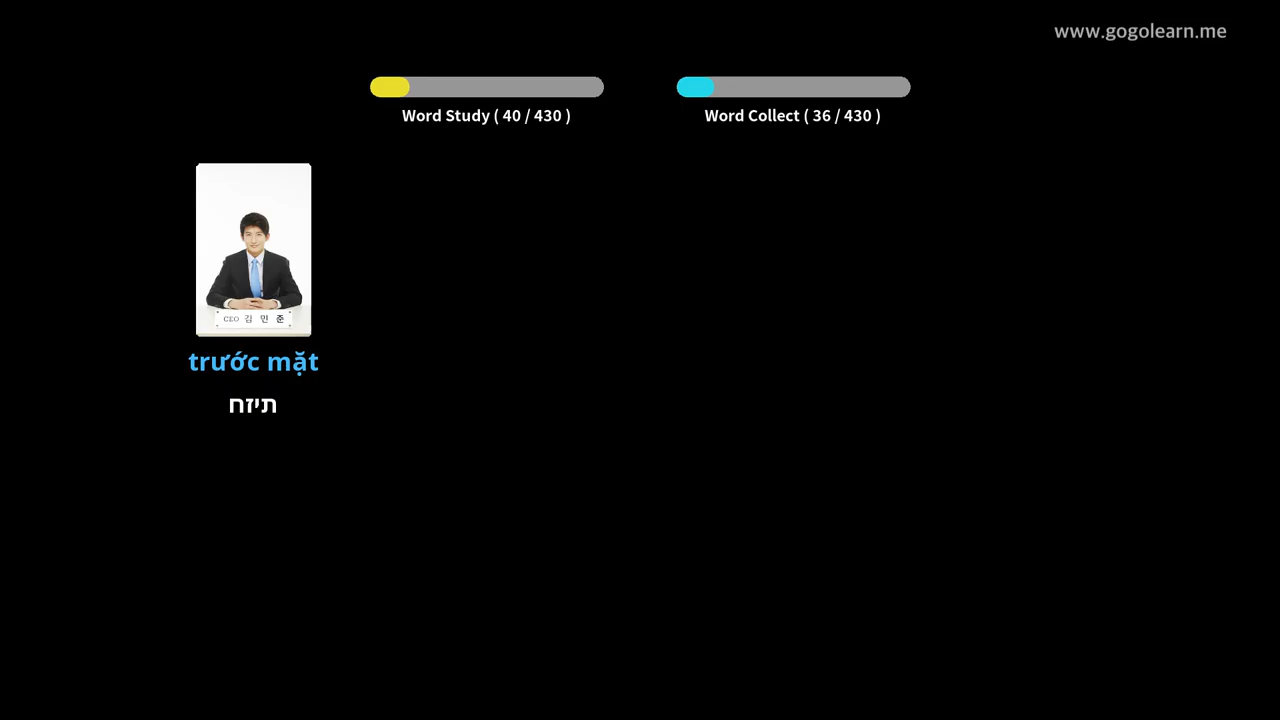 www.gogolearn.me
Word Study ( 40 / 430 )
Word Collect ( 36 / 430 )
CEO 김 민 준
trước mặt
חזית